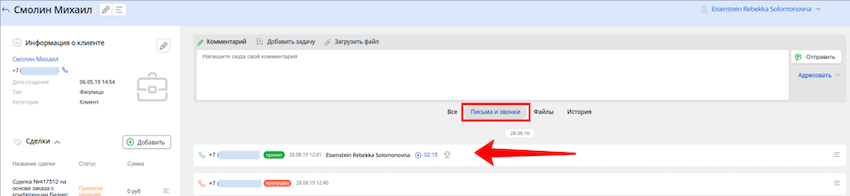 Смолин Михаил
Eisenstein Rebekka Solomonovna
Информация о клиенте
Смолин Михаил
+7 (
Дата создания 06.05.19 14:54
Тип Физлицо
Категория Клиент
Сделки
Добавить
Название сделки Статус Сумма
Сделка №417512 на
основе заказа с
конференции Бизнес
Принятие
решения
0 руб
Комментарий Добавить задачу Загрузить файл
Напишите сюда свой комментарий
Отправить
Адресовать
Все Письма и звонки Файлы История
28.08.19
+7 ( принят 28.08.19 12:41 Eisenstein Rebekka Solomonovna 02:15
+7 ( пропущен 28.08.19 12:40